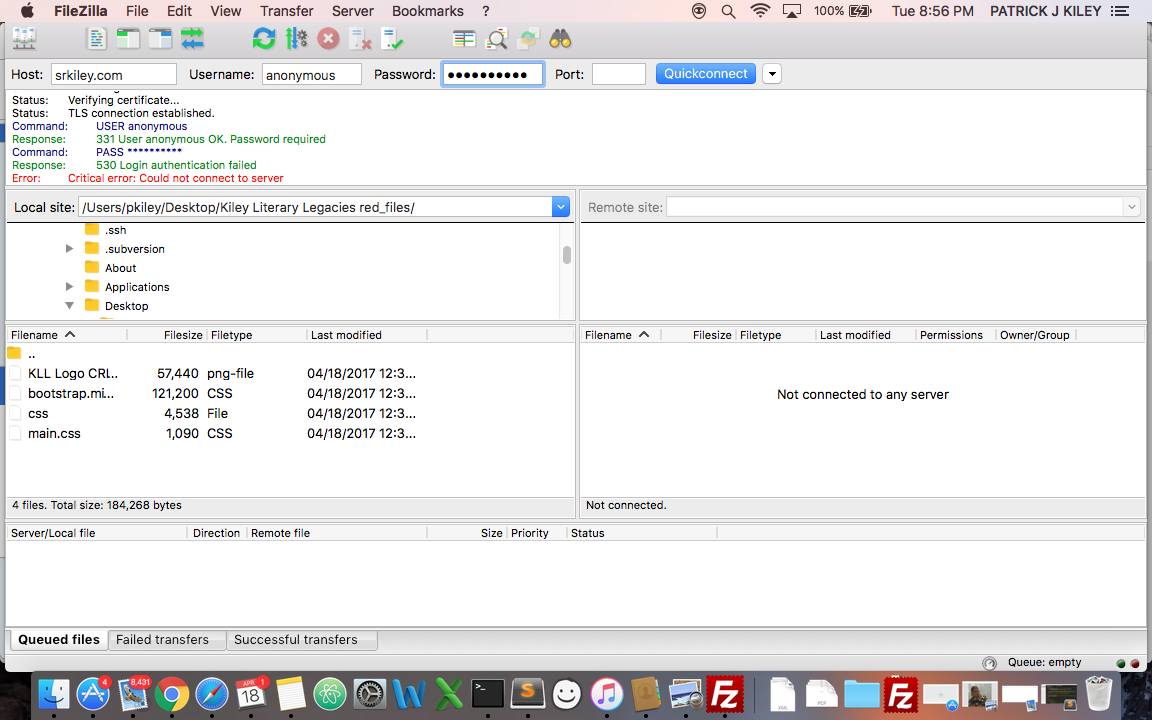 FileZilla File Edit View Transfer Server Bookmarks ? 100% Tue 8:56 PM PATRICK J KILEY
Host: srkiley.com Username: anonymous Password: ●●●●●●●●●● Port: Quickconnect
Status: Verifying certificate...
Status: TLS connection established.
Command: USER anonymous
Response: 331 User anonymous OK. Password required
Command: PASS **********
Response: 530 Login authentication failed
Error: Critical error: Could not connect to server
Local site: /Users/pkiley/Desktop/Kiley Literary Legacies red_files/ Remote site:
.ssh
.subversion
About
Applications
Desktop
Filename Filesize Filetype Last modified
..
KLL Logo CRI... 57,440 png-file 04/18/2017 12:3...
bootstrap.mi... 121,200 CSS 04/18/2017 12:3...
css 4,538 File 04/18/2017 12:3...
main.css 1,090 CSS 04/18/2017 12:3...
4 files. Total size: 184,268 bytes
Filename Filesize Filetype Last modified Permissions Owner/Group
Not connected to any server
Not connected.
Server/Local file Direction Remote file Size Priority Status
Queued files Failed transfers Successful transfers
Queue: empty
4 8,431 APR 18 1 W X S Fz XML PDF Fz